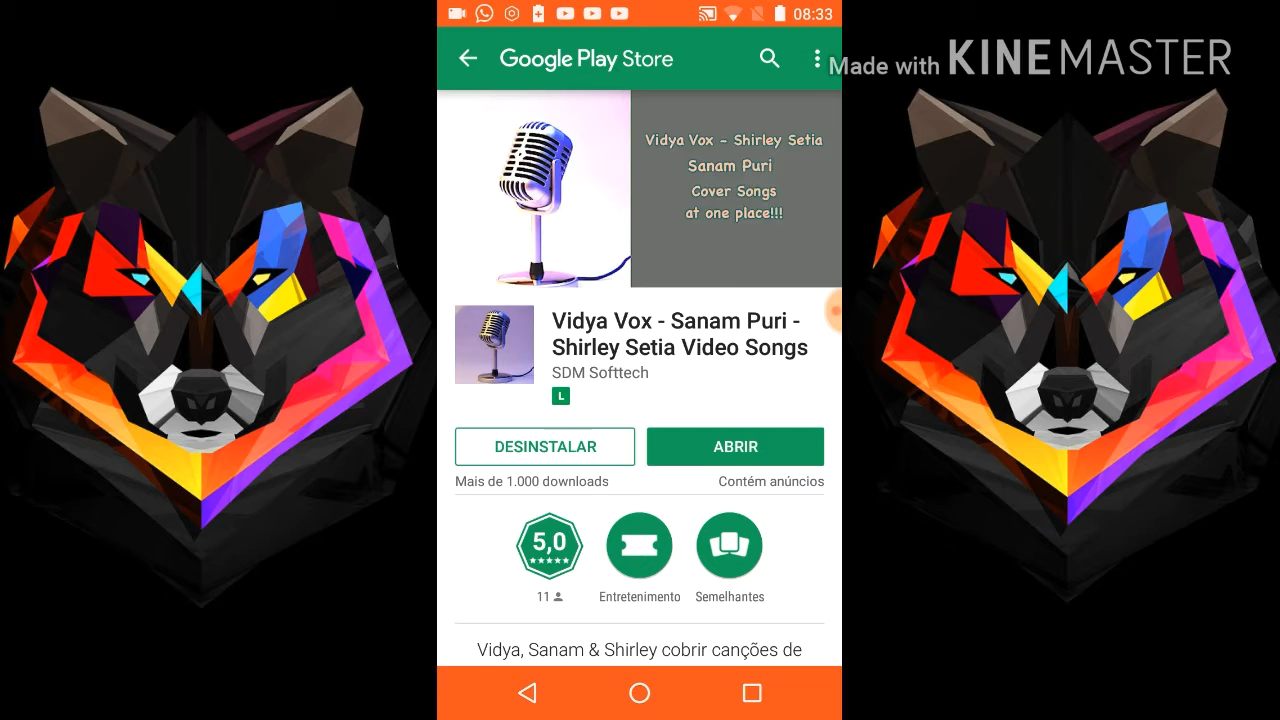 08:33
Google Play Store
Made with KINEMASTER
Vidya Vox - Shirley Setia
Sanam Puri
Cover Songs
at one place!!!
Vidya Vox - Sanam Puri -
Shirley Setia Video Songs
SDM Softtech
L
DESINSTALAR
ABRIR
Mais de 1.000 downloads
Contém anúncios
5,0
11
Entretenimento
Semelhantes
Vidya, Sanam & Shirley cobrir canções de